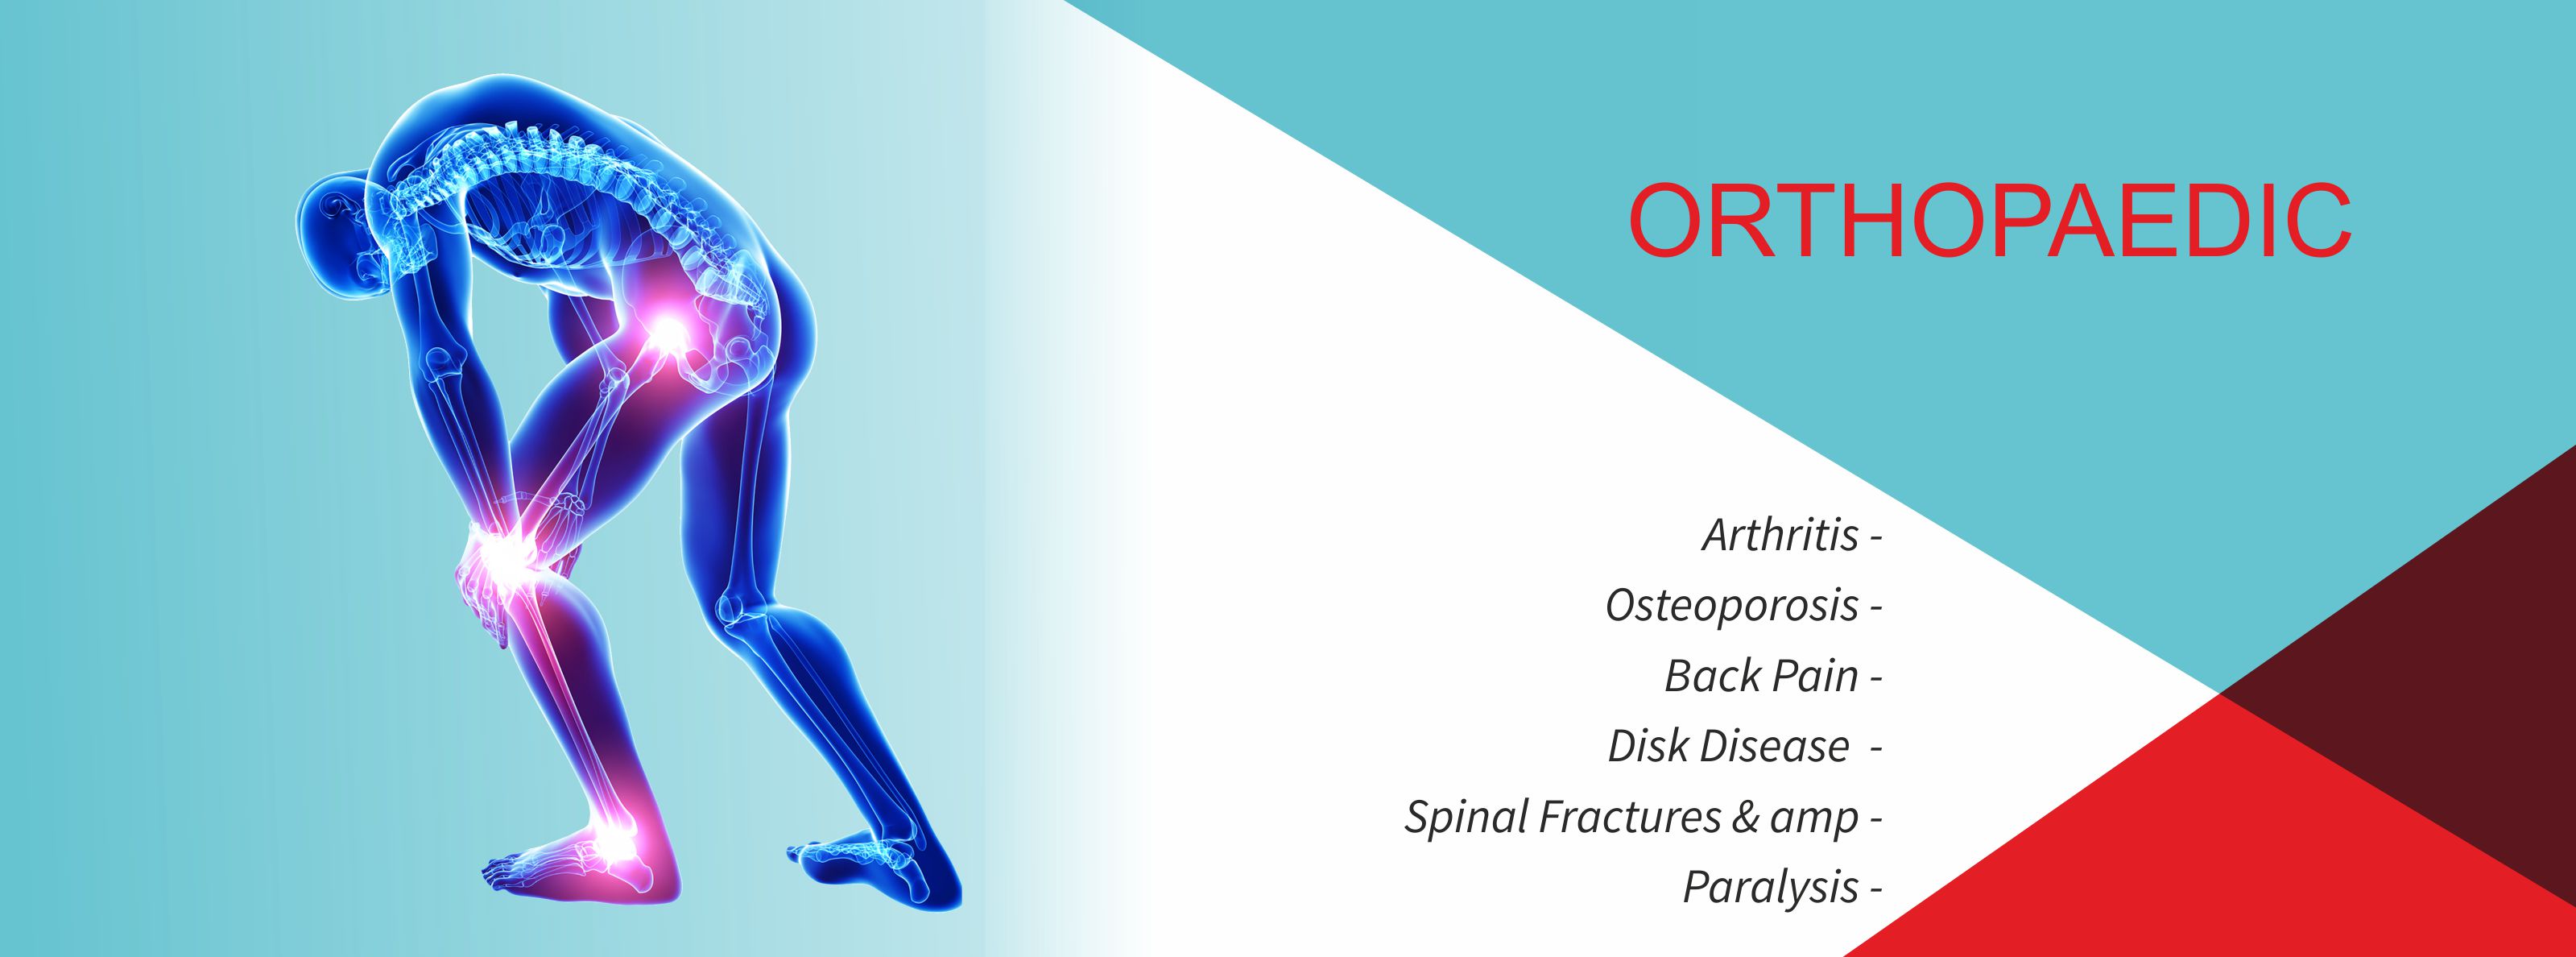 ORTHOPAEDIC
Arthritis -
Osteoporosis -
Back Pain -
Disk Disease  -
Spinal Fractures & amp -
Paralysis -